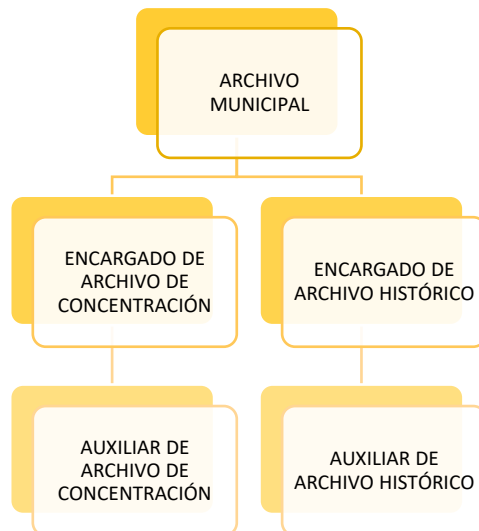 ARCHIVO
MUNICIPAL
ENCARGADO DE
ARCHIVO DE
CONCENTRACIÓN
ENCARGADO DE
ARCHIVO HISTÓRICO
AUXILIAR DE
ARCHIVO DE
CONCENTRACIÓN
AUXILIAR DE
ARCHIVO HISTÓRICO